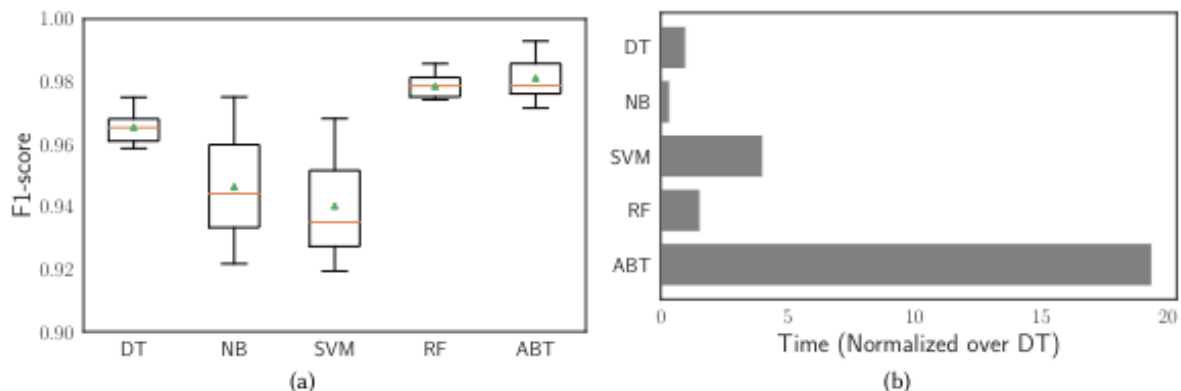 1.00
0.98
0.96
0.94
0.92
0.90
F1-score
DT NB SVM RF ABT
(a)
DT
NB
SVM
RF
ABT
0 5 10 15 20
Time (Normalized over DT)
(b)